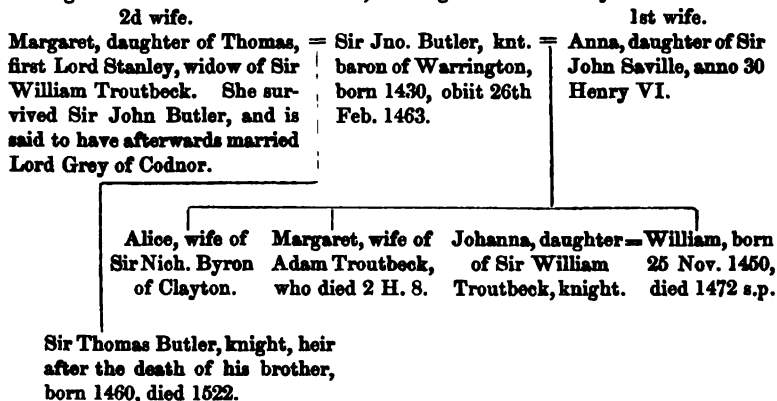 2d wife.
Margaret, daughter of Thomas,
first Lord Stanley, widow of Sir
William Troutbeck. She sur-
vived Sir John Butler, and is
said to have afterwards married
Lord Grey of Codnor.
= Sir Jno. Butler, knt. =
baron of Warrington,
born 1430, obiit 26th
Feb. 1463.
1st wife.
Anna, daughter of Sir
John Saville, anno 30
Henry VI.
Alice, wife of
Sir Nich. Byron
of Clayton.
Margaret, wife of
Adam Troutbeck,
who died 2 H. 8.
Johanna, daughter=
of Sir William
Troutbeck, knight.
William, born
25 Nov. 1450,
died 1472 s.p.
Sir Thomas Butler, knight, heir
after the death of his brother,
born 1460, died 1522.